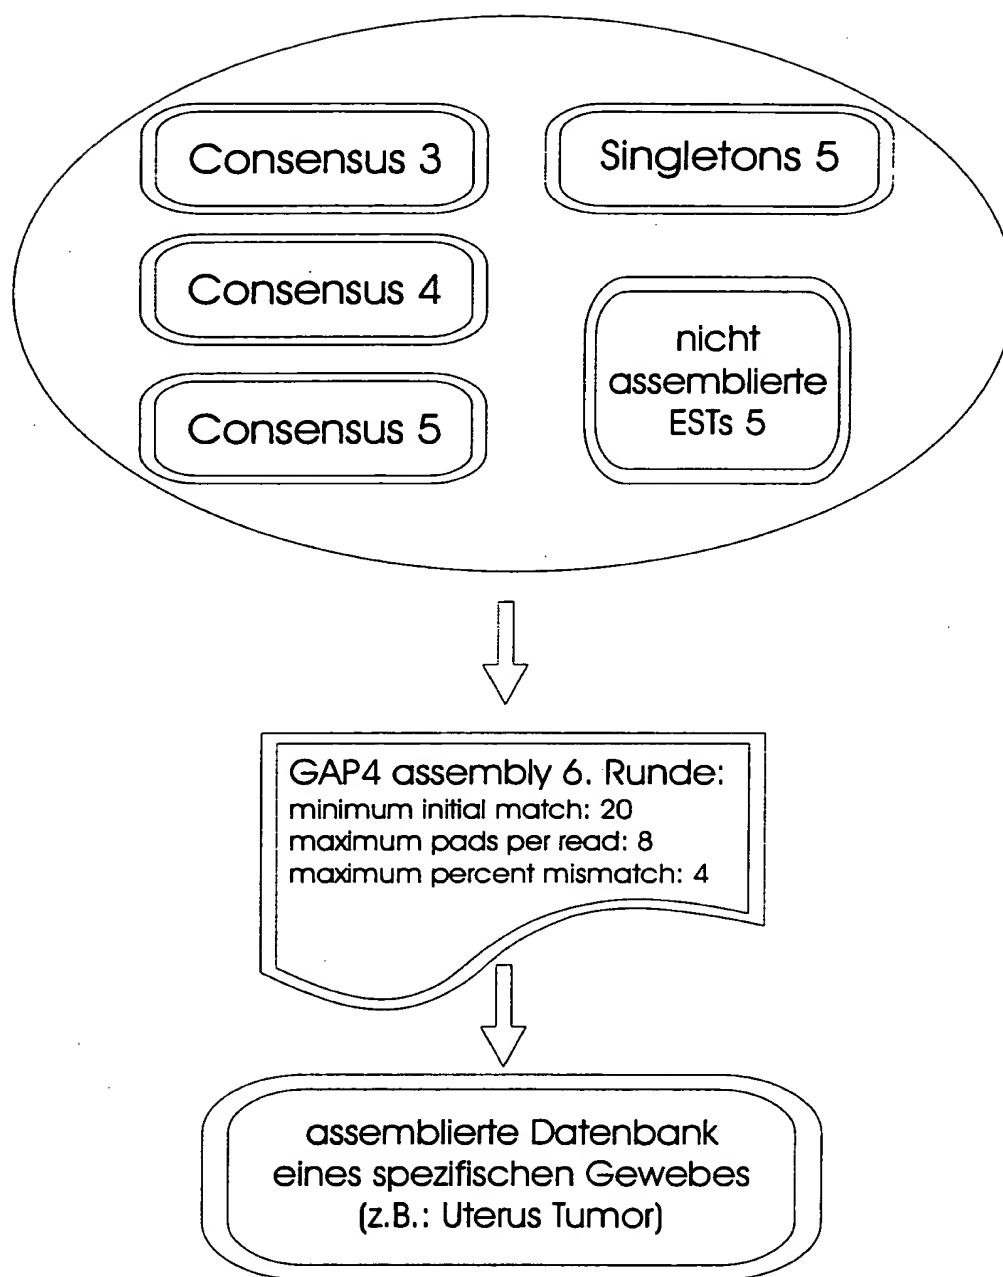 Consensus 3
Singletons 5
Consensus 4
Consensus 5
nicht
assemblierte
ESTs 5
GAP4 assembly 6. Runde:
minimum initial match: 20
maximum pads per read: 8
maximum percent mismatch: 4
assemblierte Datenbank
eines spezifischen Gewebes
(z.B.: Uterus Tumor)